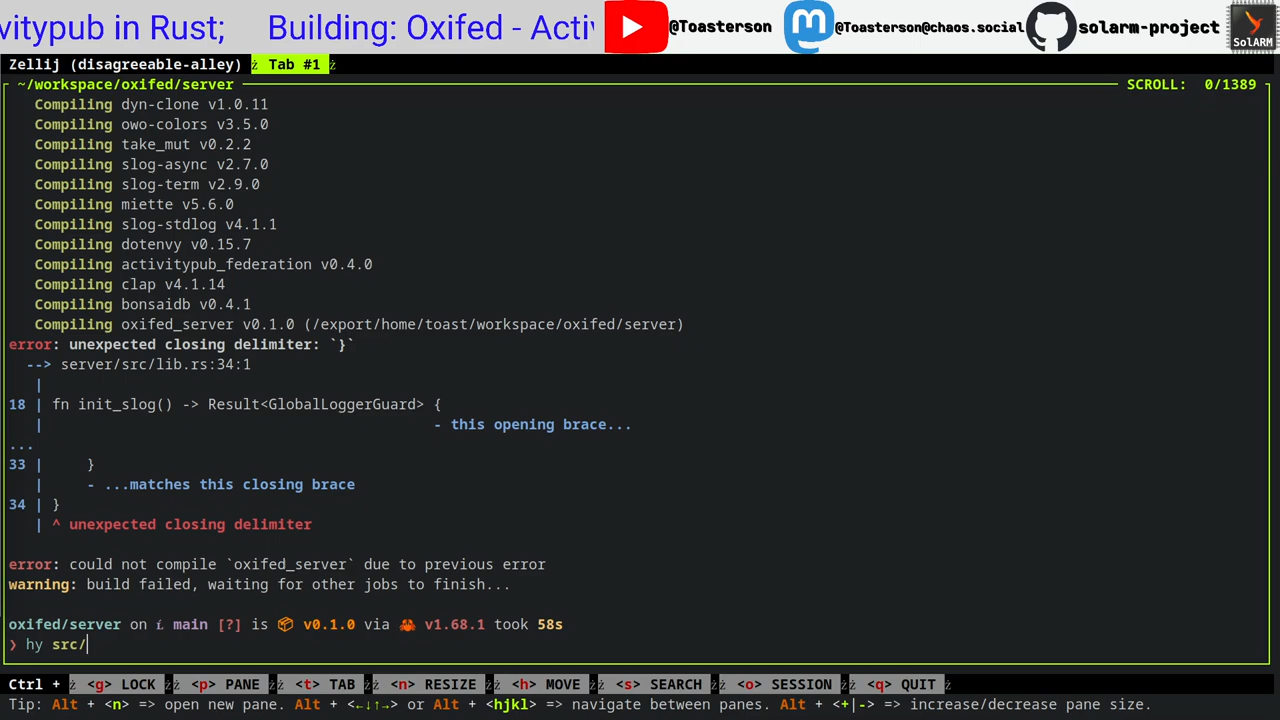 vitypub in Rust;    Building: Oxifed - Activ
@Toasterson
@Toasterson@chaos.social
solarm-project
SolARM
Zellij (disagreeable-alley)  Tab #1
~/workspace/oxifed/server  SCROLL:  0/1389
Compiling dyn-clone v1.0.11
Compiling owo-colors v3.5.0
Compiling take_mut v0.2.2
Compiling slog-async v2.7.0
Compiling slog-term v2.9.0
Compiling miette v5.6.0
Compiling slog-stdlog v4.1.1
Compiling dotenvy v0.15.7
Compiling activitypub_federation v0.4.0
Compiling clap v4.1.14
Compiling bonsaidb v0.4.1
Compiling oxifed_server v0.1.0 (/export/home/toast/workspace/oxifed/server)
error: unexpected closing delimiter: `}`
--> server/src/lib.rs:34:1
|
18 | fn init_slog() -> Result<GlobalLoggerGuard> {
|                                            - this opening brace...
...
33 |     }
|     - ...matches this closing brace
34 | }
| ^ unexpected closing delimiter
error: could not compile `oxifed_server` due to previous error
warning: build failed, waiting for other jobs to finish...
oxifed/server on main [?] is 📦 v0.1.0 via 🦀 v1.68.1 took 58s
❯ hy src/
Ctrl +  <g> LOCK  <p> PANE  <t> TAB  <n> RESIZE  <h> MOVE  <s> SEARCH  <o> SESSION  <q> QUIT
Tip: Alt + <n> => open new pane. Alt + <←↓↑→> or Alt + <hjkl> => navigate between panes. Alt + <+|-> => increase/decrease pane size.